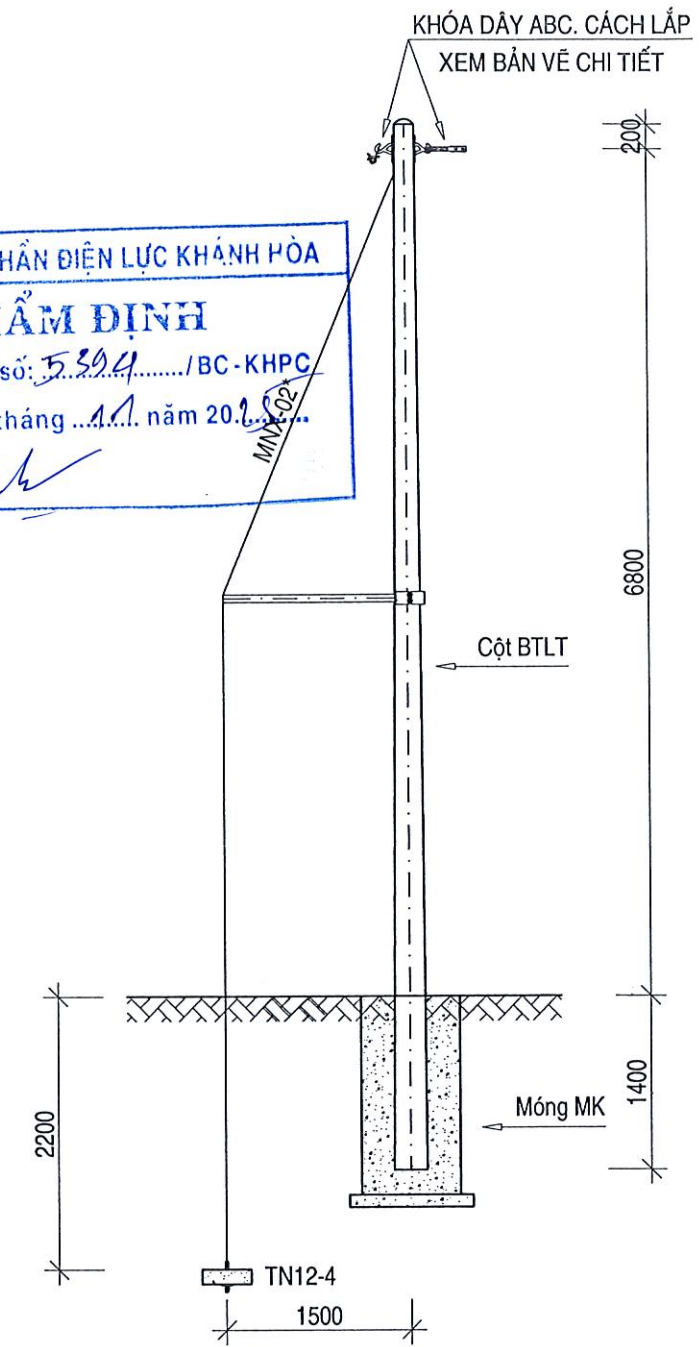 KHÓA DÂY ABC. CÁCH LẮP
XEM BẢN VẼ CHI TIẾT
200
HẦN ĐIỆN LỰC KHÁNH HÒA
ẨM ĐỊNH
số: 5394 / BC-KHPC
tháng 11 năm 20
MNX-02*
6800
Cột BTLT
2200
1400
Móng MK
TN12-4
1500